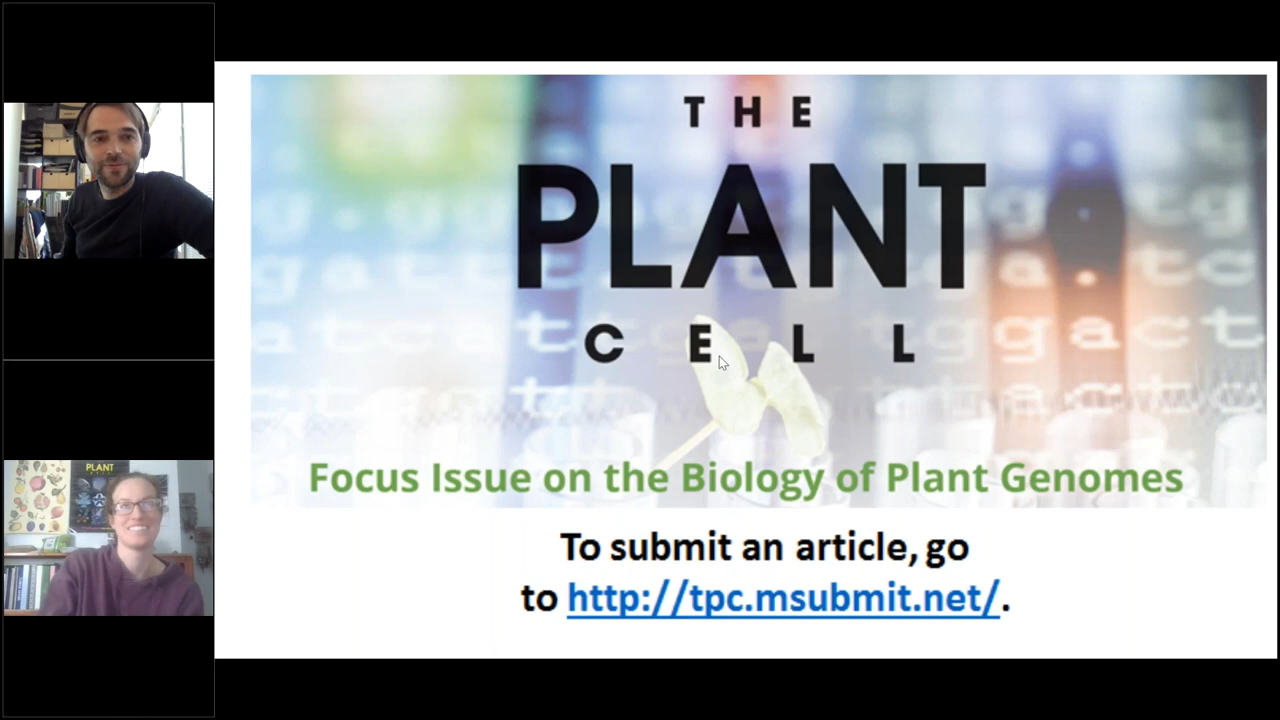 THE
PLANT
CELL
Focus Issue on the Biology of Plant Genomes
To submit an article, go
to http://tpc.msubmit.net/.
PLANT